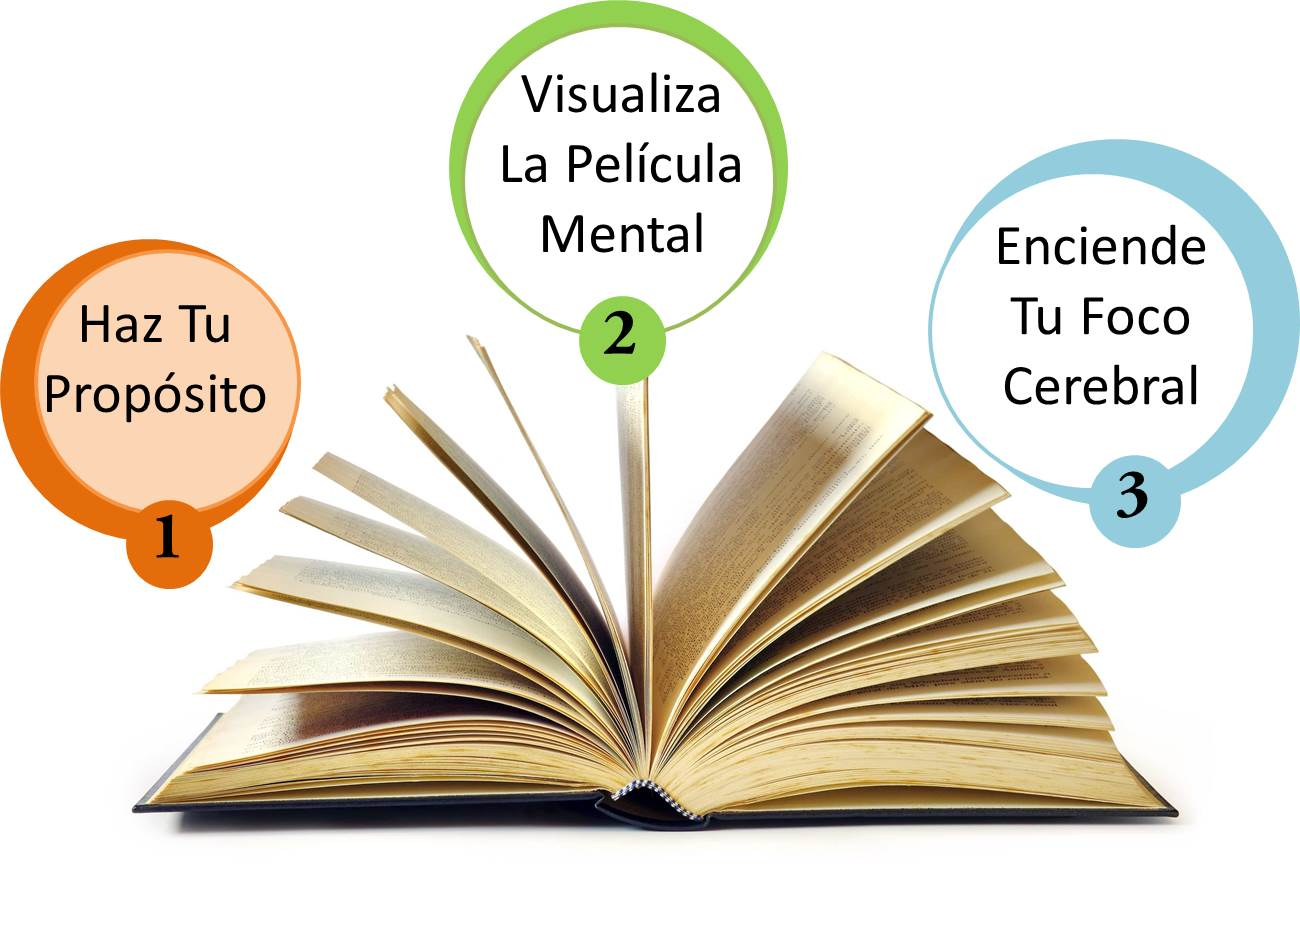 Haz Tu
Propósito
1
Visualiza
La Película
Mental
2
Enciende
Tu Foco
Cerebral
3